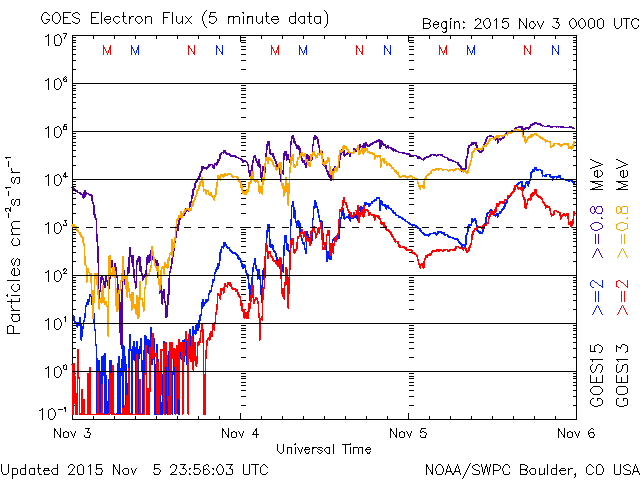 GOES Electron Flux (5 minute data)
Begin: 2015 Nov 3 0000 UTC
M M N N M M N N M M N N
10⁷
10⁶
10⁵
10⁴
10³
10²
10¹
10⁰
10⁻¹
Particles cm⁻²s⁻¹sr⁻¹
Nov 3 Nov 4 Nov 5 Nov 6
Universal Time
GOES15 >=2 >=0.8 MeV
GOES13 >=2 >=0.8 MeV
Updated 2015 Nov 5 23:56:03 UTC
NOAA/SWPC Boulder, CO USA